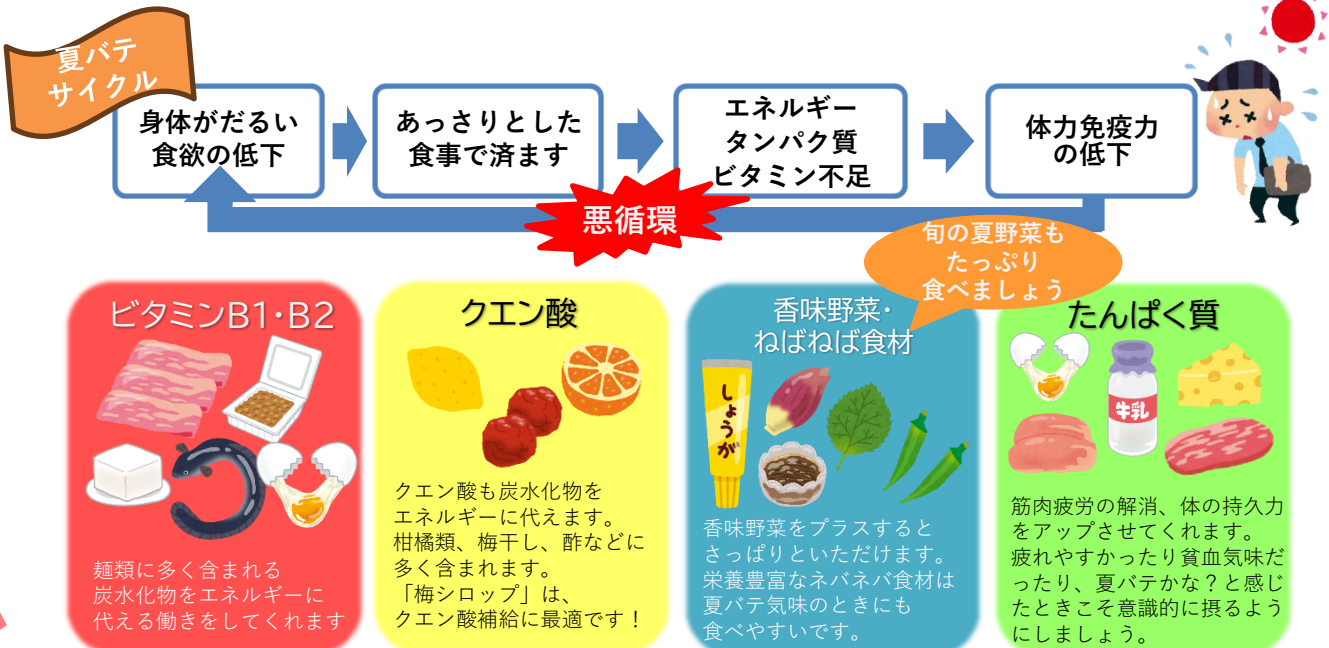 夏バテ
サイクル
身体がだるい
食欲の低下
あっさりとした
食事で済ます
エネルギー
タンパク質
ビタミン不足
体力免疫力
の低下
悪循環
旬の夏野菜も
たっぷり
食べましょう
ビタミンB1･B2
麺類に多く含まれる
炭水化物をエネルギーに
代える働きをしてくれます
クエン酸
クエン酸も炭水化物を
エネルギーに代えます。
柑橘類、梅干し、酢などに
多く含まれます。
「梅シロップ」は、
クエン酸補給に最適です！
香味野菜･
ねばねば食材
しょうが
香味野菜をプラスすると
さっぱりといただけます。
栄養豊富なネバネバ食材は
夏バテ気味のときにも
食べやすいです。
たんぱく質
牛乳
筋肉疲労の解消、体の持久力
をアップさせてくれます。
疲れやすかったり貧血気味だ
ったり、夏バテかな？と感じ
たときこそ意識的に摂るよう
にしましょう。